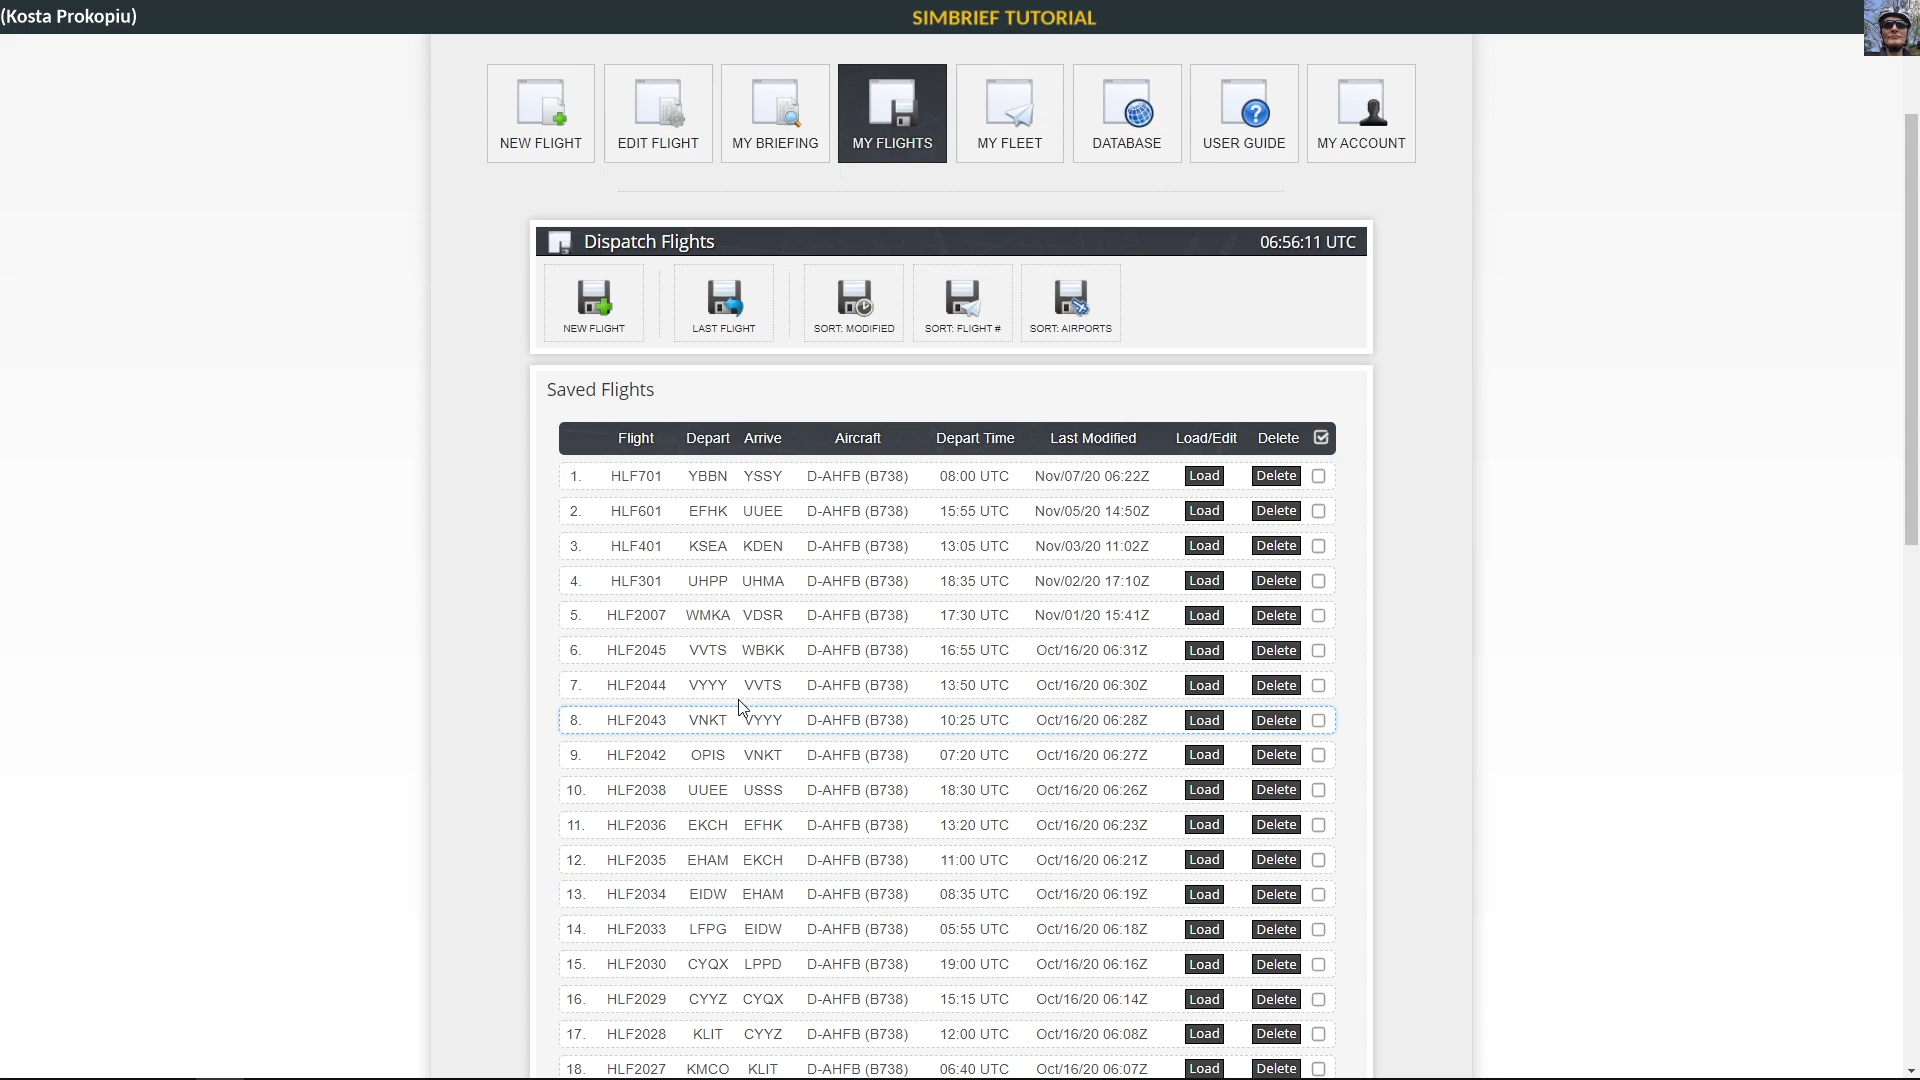 (Kosta Prokopiu)
SIMBRIEF TUTORIAL
NEW FLIGHT EDIT FLIGHT MY BRIEFING MY FLIGHTS MY FLEET DATABASE USER GUIDE MY ACCOUNT
Dispatch Flights 06:56:11 UTC
NEW FLIGHT LAST FLIGHT SORT: MODIFIED SORT: FLIGHT # SORT: AIRPORTS
Saved Flights
Flight Depart Arrive Aircraft Depart Time Last Modified Load/Edit Delete
1. HLF701 YBBN YSSY D-AHFB (B738) 08:00 UTC Nov/07/20 06:22Z Load Delete
2. HLF601 EFHK UUEE D-AHFB (B738) 15:55 UTC Nov/05/20 14:50Z Load Delete
3. HLF401 KSEA KDEN D-AHFB (B738) 13:05 UTC Nov/03/20 11:02Z Load Delete
4. HLF301 UHPP UHMA D-AHFB (B738) 18:35 UTC Nov/02/20 17:10Z Load Delete
5. HLF2007 WMKA VDSR D-AHFB (B738) 17:30 UTC Nov/01/20 15:41Z Load Delete
6. HLF2045 VVTS WBKK D-AHFB (B738) 16:55 UTC Oct/16/20 06:31Z Load Delete
7. HLF2044 VYYY VVTS D-AHFB (B738) 13:50 UTC Oct/16/20 06:30Z Load Delete
8. HLF2043 VNKT VYYY D-AHFB (B738) 10:25 UTC Oct/16/20 06:28Z Load Delete
9. HLF2042 OPIS VNKT D-AHFB (B738) 07:20 UTC Oct/16/20 06:27Z Load Delete
10. HLF2038 UUEE USSS D-AHFB (B738) 18:30 UTC Oct/16/20 06:26Z Load Delete
11. HLF2036 EKCH EFHK D-AHFB (B738) 13:20 UTC Oct/16/20 06:23Z Load Delete
12. HLF2035 EHAM EKCH D-AHFB (B738) 11:00 UTC Oct/16/20 06:21Z Load Delete
13. HLF2034 EIDW EHAM D-AHFB (B738) 08:35 UTC Oct/16/20 06:19Z Load Delete
14. HLF2033 LFPG EIDW D-AHFB (B738) 05:55 UTC Oct/16/20 06:18Z Load Delete
15. HLF2030 CYQX LPPD D-AHFB (B738) 19:00 UTC Oct/16/20 06:16Z Load Delete
16. HLF2029 CYYZ CYQX D-AHFB (B738) 15:15 UTC Oct/16/20 06:14Z Load Delete
17. HLF2028 KLIT CYYZ D-AHFB (B738) 12:00 UTC Oct/16/20 06:08Z Load Delete
18. HLF2027 KMCO KLIT D-AHFB (B738) 06:40 UTC Oct/16/20 06:07Z Load Delete